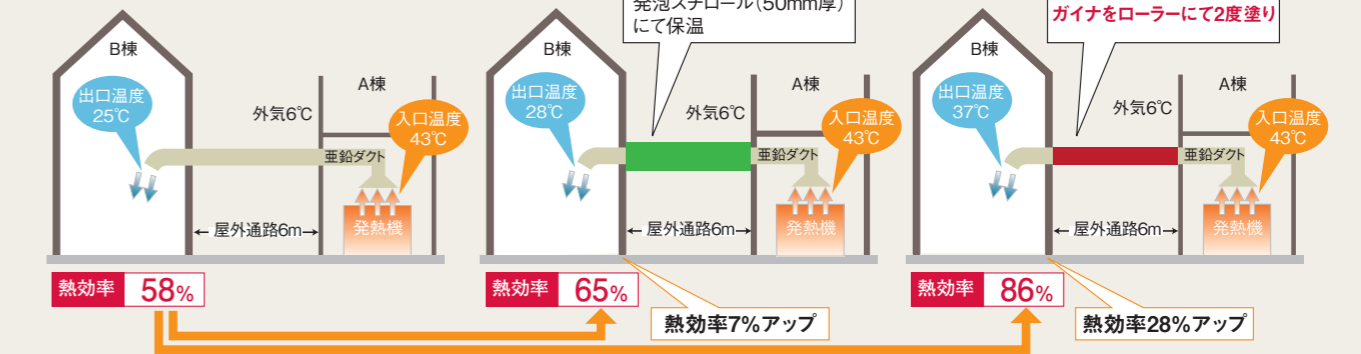 B棟
出口温度
25℃
外気6℃
A棟
入口温度
43℃
亜鉛ダクト
← 屋外通路6m→
発熱機
熱効率 58%
発泡スチロール(50mm厚)
にて保温
B棟
出口温度
28℃
外気6℃
A棟
入口温度
43℃
亜鉛ダクト
← 屋外通路6m→
発熱機
熱効率 65%
熱効率7%アップ
ガイナをローラーにて2度塗り
B棟
出口温度
37℃
外気6℃
A棟
入口温度
43℃
亜鉛ダクト
← 屋外通路6m→
発熱機
熱効率 86%
熱効率28%アップ